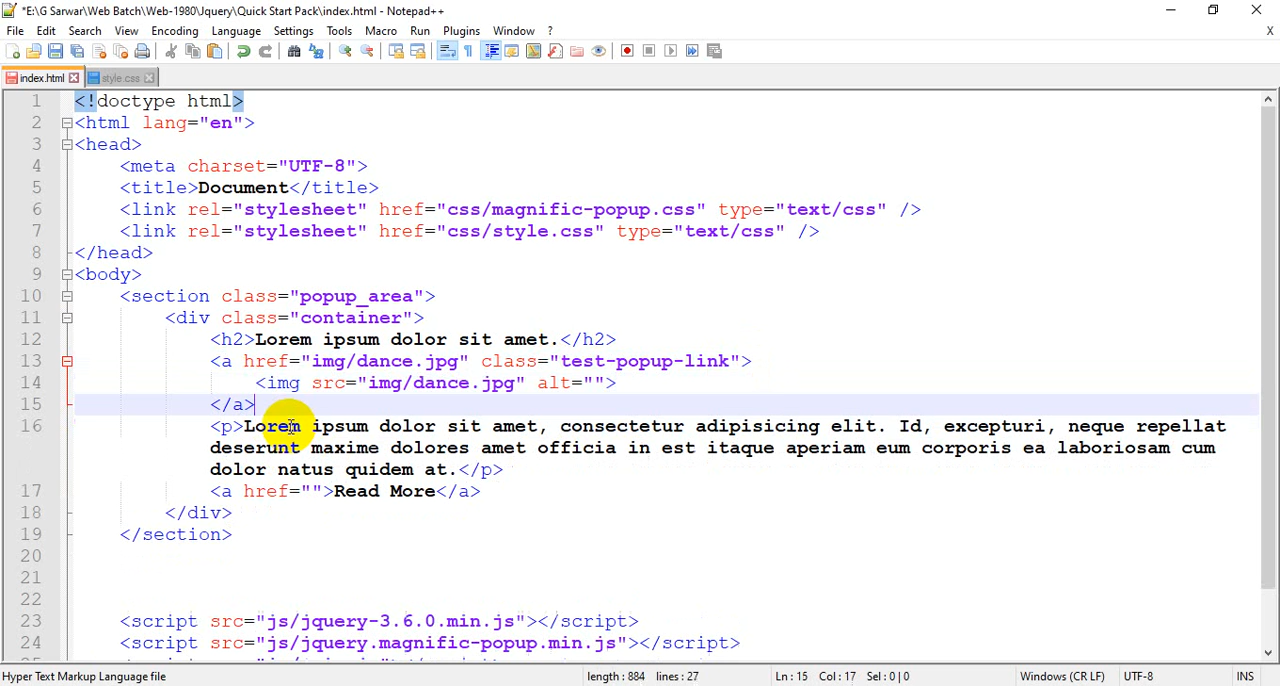 *E:\G Sarwar\Web Batch\Web-1980\Jquery\Quick Start Pack\index.html - Notepad++
File Edit Search View Encoding Language Settings Tools Macro Run Plugins Window ? X
index.html style.css
1 <!doctype html>
2 <html lang="en">
3 <head>
4 <meta charset="UTF-8">
5 <title>Document</title>
6 <link rel="stylesheet" href="css/magnific-popup.css" type="text/css" />
7 <link rel="stylesheet" href="css/style.css" type="text/css" />
8 </head>
9 <body>
10 <section class="popup_area">
11 <div class="container">
12 <h2>Lorem ipsum dolor sit amet.</h2>
13 <a href="img/dance.jpg" class="test-popup-link">
14 <img src="img/dance.jpg" alt="">
15 </a>
16 <p>Lorem ipsum dolor sit amet, consectetur adipisicing elit. Id, excepturi, neque repellat
deserunt maxime dolores amet officia in est itaque aperiam eum corporis ea laboriosam cum
dolor natus quidem at.</p>
17 <a href="">Read More</a>
18 </div>
19 </section>
20
21
22
23 <script src="js/jquery-3.6.0.min.js"></script>
24 <script src="js/jquery.magnific-popup.min.js"></script>
Hyper Text Markup Language file length : 884 lines : 27 Ln : 15 Col : 17 Sel : 0 | 0 Windows (CR LF) UTF-8 INS